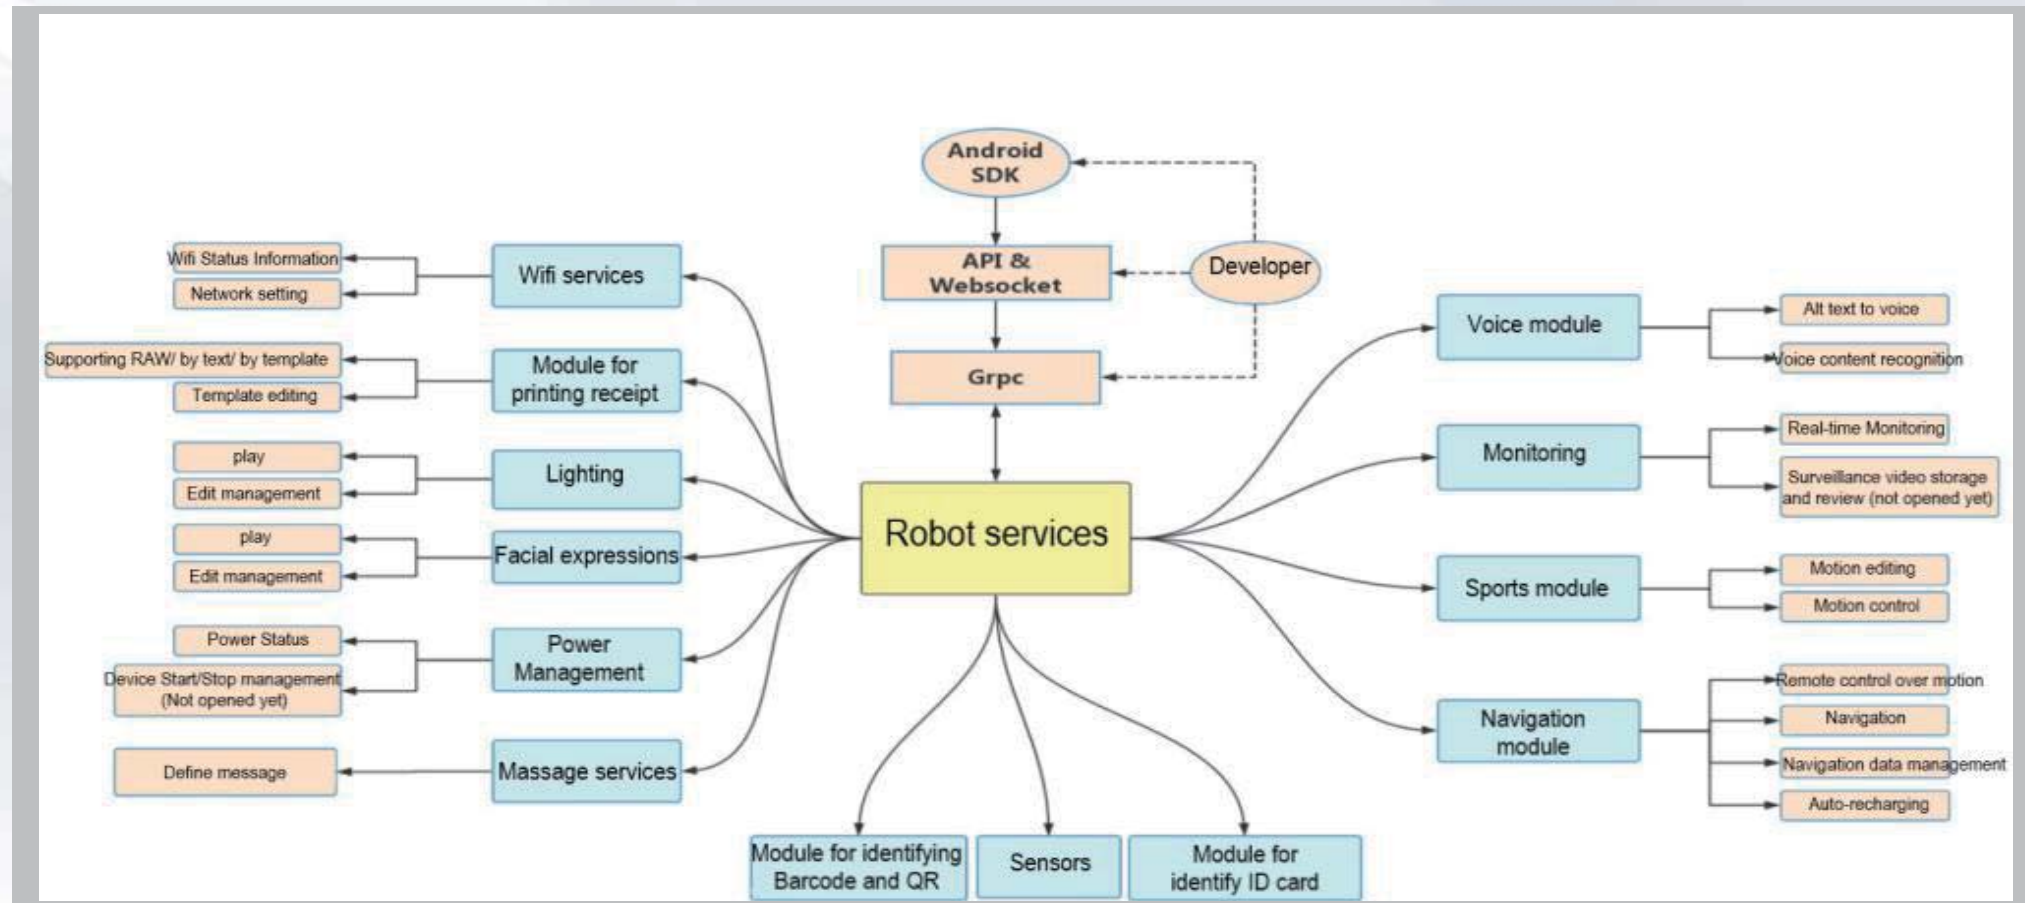 Android
SDK
API &
Websocket
Developer
Grpc
Robot services
Wifi services
Wifi Status Information
Network setting
Module for
printing receipt
Supporting RAW/ by text/ by template
Template editing
Lighting
play
Edit management
Facial expressions
play
Edit management
Power
Management
Power Status
Device Start/Stop management
(Not opened yet)
Massage services
Define message
Module for identifying
Barcode and QR
Sensors
Module for
identify ID card
Voice module
Alt text to voice
Voice content recognition
Monitoring
Real-time Monitoring
Surveillance video storage
and review (not opened yet)
Sports module
Motion editing
Motion control
Navigation
module
Remote control over motion
Navigation
Navigation data management
Auto-recharging